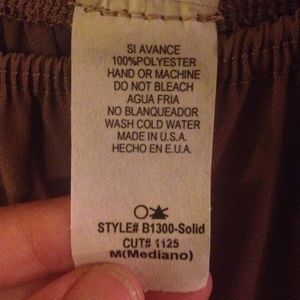 SI AVANCE
100%POLYESTER
HAND OR MACHINE
DO NOT BLEACH
AGUA FRIA
NO BLANQUEADOR
WASH COLD WATER
MADE IN U.S.A.
HECHO EN E.U.A.
STYLE# B1300-Solid
CUT# 1125
M(Mediano)